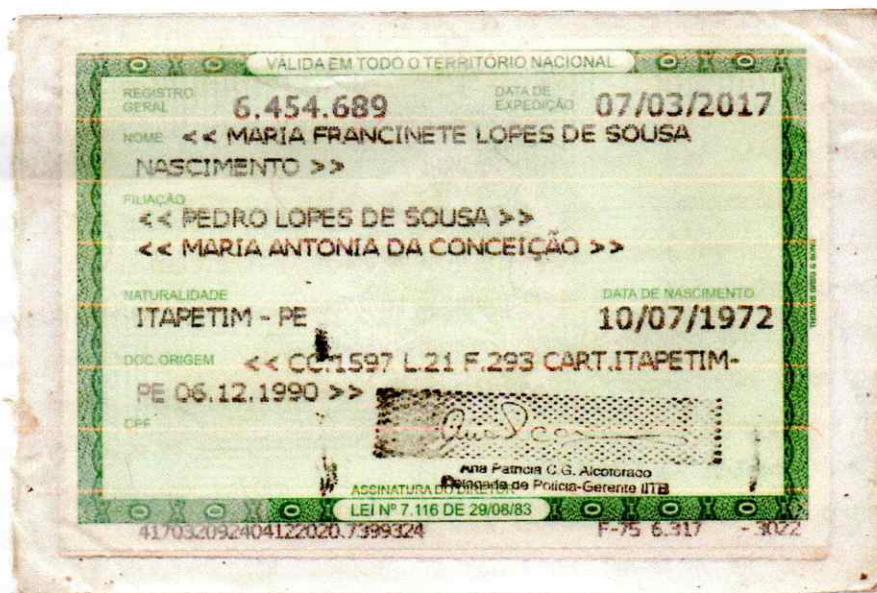 VÁLIDA EM TODO O TERRITÓRIO NACIONAL
REGISTRO GERAL 6.454.689 DATA DE EXPEDIÇÃO 07/03/2017
NOME << MARIA FRANCINETE LOPES DE SOUSA
NASCIMENTO >>
FILIAÇÃO
<< PEDRO LOPES DE SOUSA >>
<< MARIA ANTONIA DA CONCEIÇÃO >>
NATURALIDADE DATA DE NASCIMENTO
ITAPETIM - PE 10/07/1972
DOC.ORIGEM << CC.1597 L.21 F.293 CART.ITAPETIM-
PE 06.12.1990 >>
CPF
Ana Patricia C G. Alcoforado
Delegada de Polícia-Gerente IITB
ASSINATURA DO DIRETOR
LEI Nº 7.116 DE 29/08/83
417032092404122020.7399324 F-75 6.317 - 3022